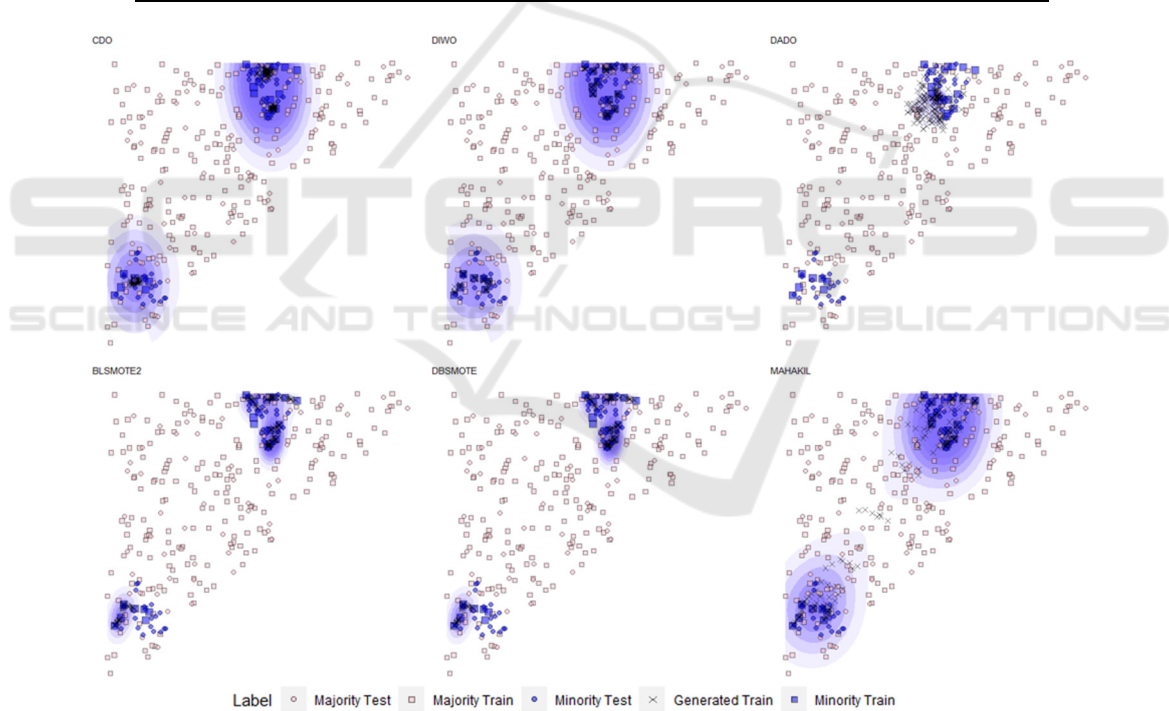 CDO
DIWO
DADO
SCITEPRESS
SCIENCE AND TECHNOLOGY PUBLICATIONS
BLSMOTE2
DBSMOTE
MAHAKIL
Label Majority Test Majority Train Minority Test Generated Train Minority Train